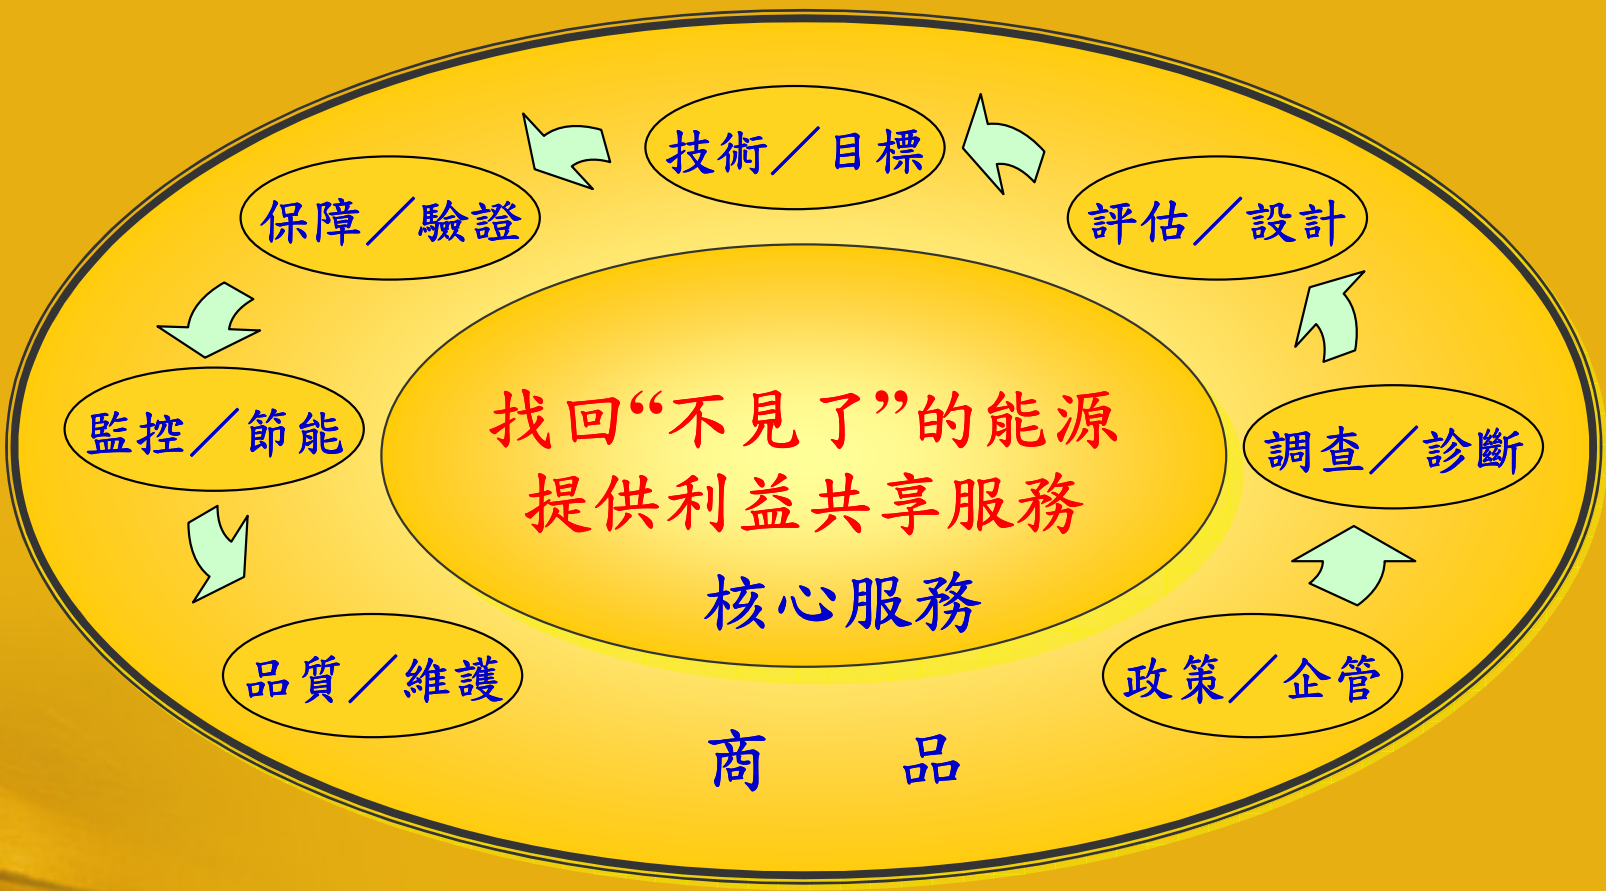 技術／目標
保障／驗證
評估／設計
監控／節能
調查／診斷
找回“不見了”的能源
提供利益共享服務
核心服務
品質／維護
政策／企管
商　品